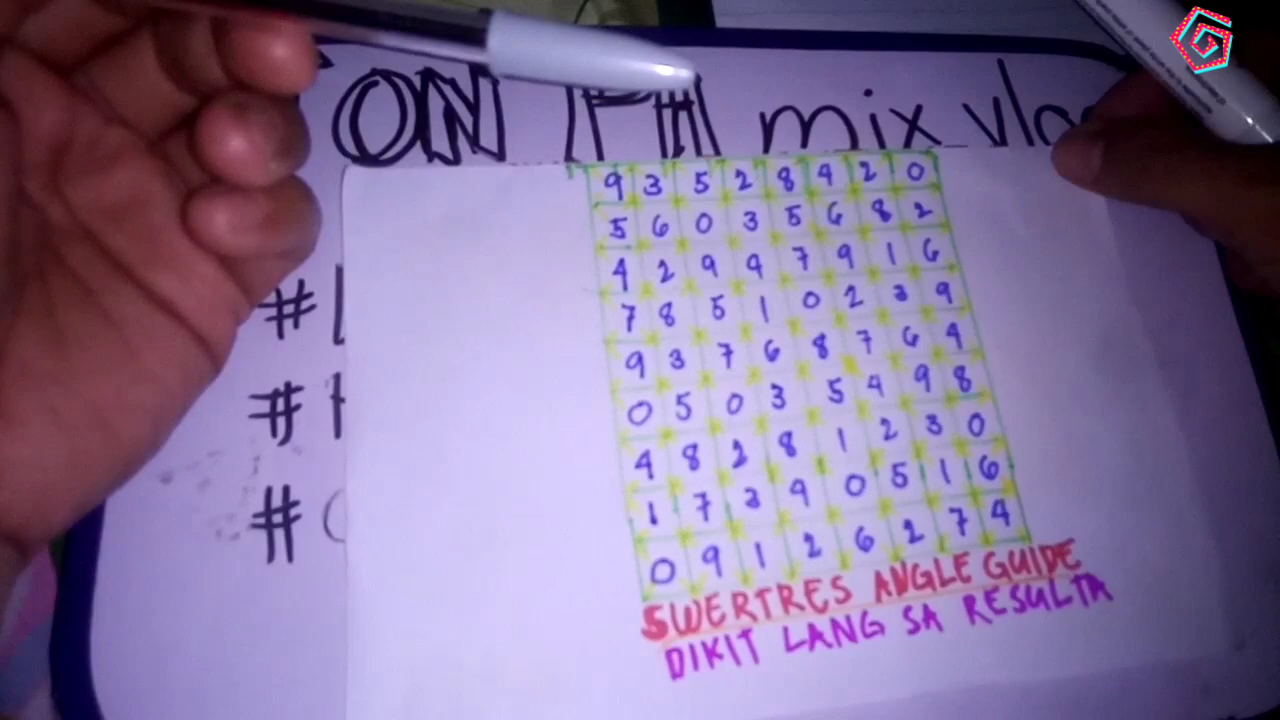 ON PH mix vlo
9 3 5 2 8 4 2 0
5 6 0 3 5 6 8 2
4 2 9 9 7 9 1 6
7 8 5 1 0 2 3 9
9 3 7 6 8 7 6 4
0 5 0 3 5 4 9 8
4 8 2 8 1 2 3 0
1 7 3 9 0 5 1 6
0 9 1 2 6 2 7 4
SWERTRES ANGLE GUIDE
DIKIT LANG SA RESULTA
#
#
#